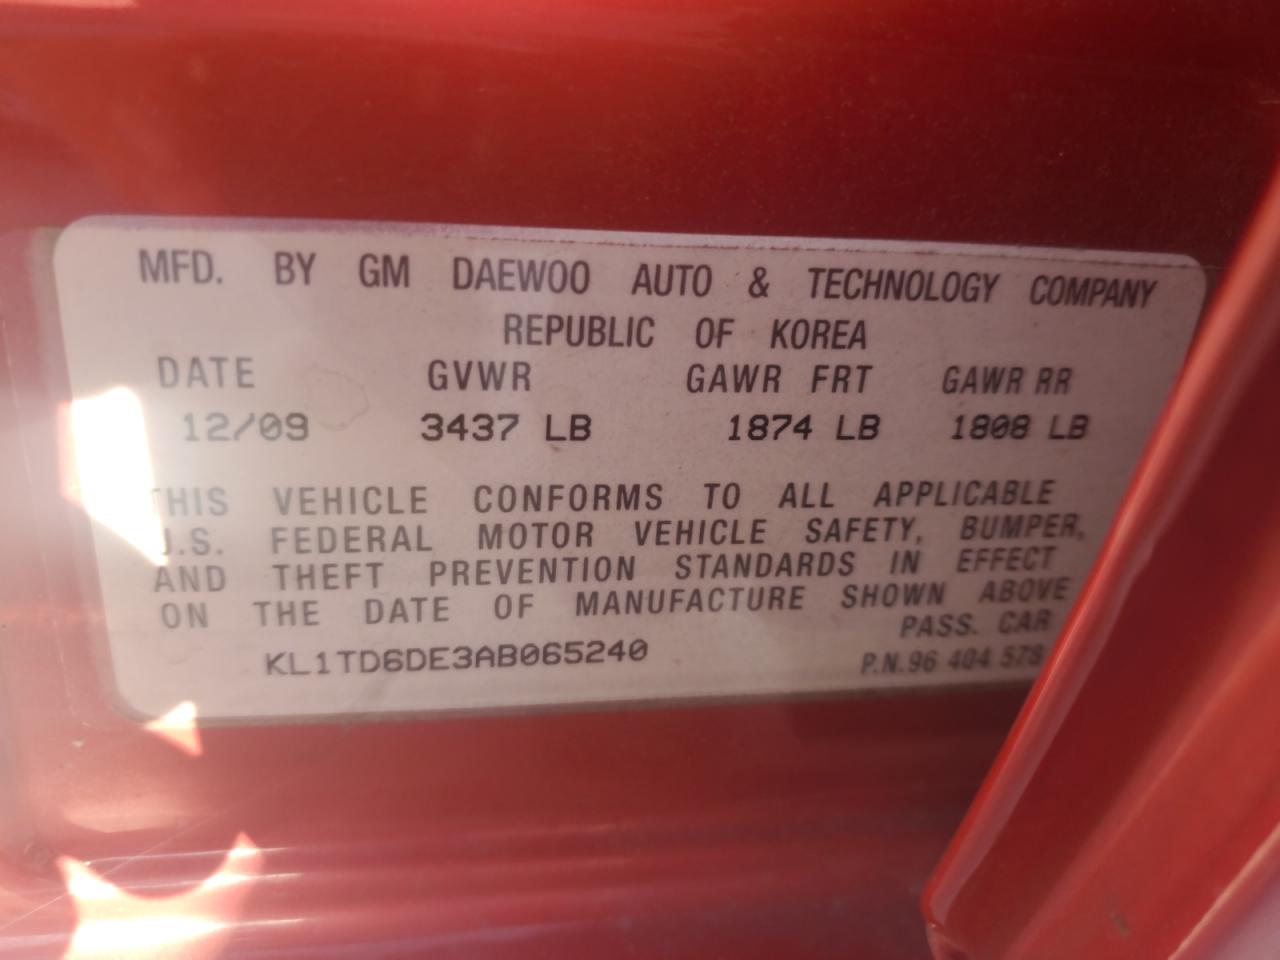 MFD. BY GM DAEWOO AUTO & TECHNOLOGY COMPANY
REPUBLIC OF KOREA
DATE GVWR GAWR FRT GAWR RR
12/09 3437 LB 1874 LB 1808 LB
THIS VEHICLE CONFORMS TO ALL APPLICABLE
U.S. FEDERAL MOTOR VEHICLE SAFETY, BUMPER,
AND THEFT PREVENTION STANDARDS IN EFFECT
ON THE DATE OF MANUFACTURE SHOWN ABOVE
PASS. CAR
KL1TD6DE3AB065240 P.N.96 404 578